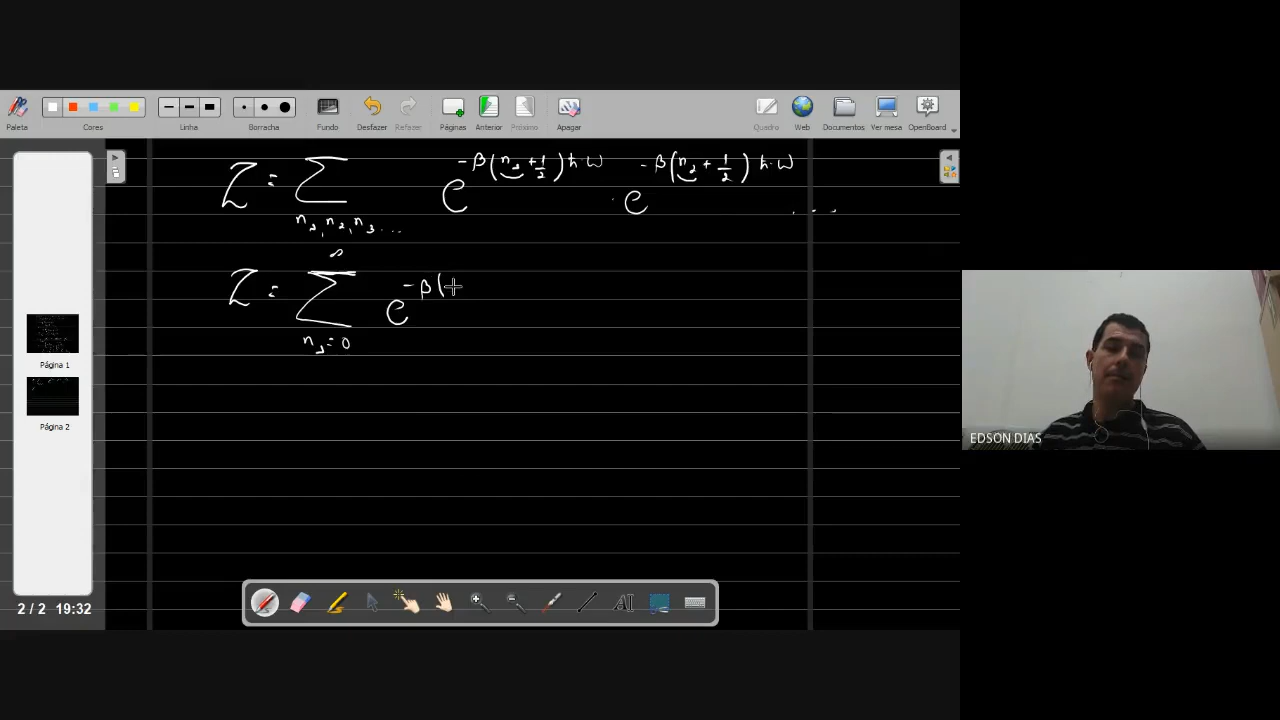 Paleta Cores Linha Borracha Fundo Desfazer Refazer Páginas Anterior Próximo Apagar Quadro Web Documentos Ver mesa OpenBoard
Z = ∑ e^{-β(n₁ + 1/2)ħ·ω} · e^{-β(n₂ + 1/2)ħ·ω} · ...
n₁, n₂, n₃ ...
∞
Z = ∑ e^{-β(
n₁ = 0
Página 1
Página 2
2 / 2 19:32
AI
EDSON DIAS